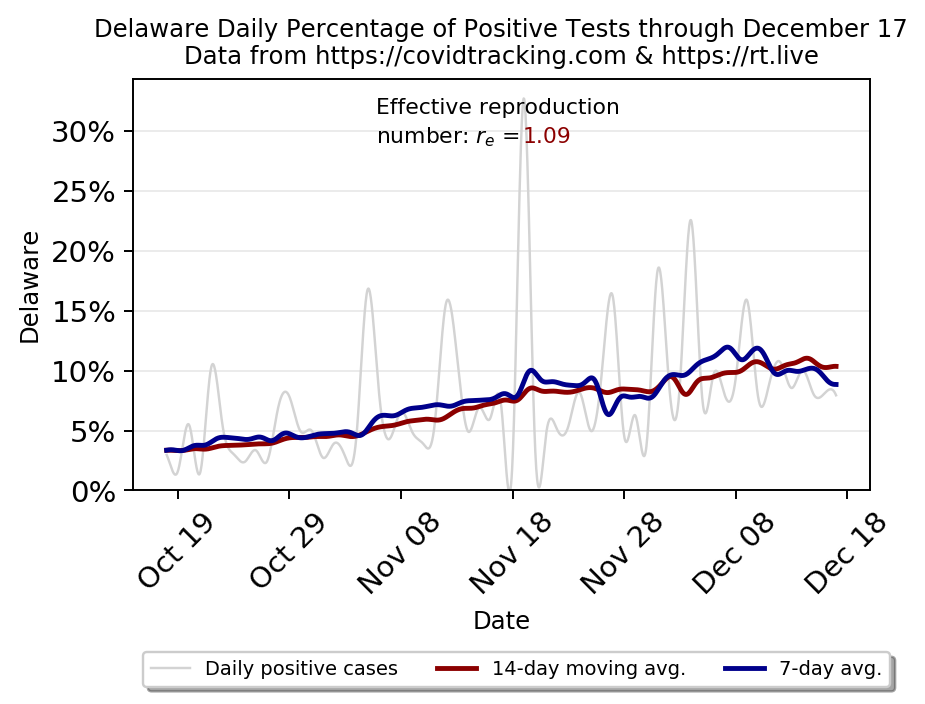 Delaware Daily Percentage of Positive Tests through December 17
Data from https://covidtracking.com & https://rt.live
Effective reproduction
number: rₑ = 1.09
30%
25%
20%
15%
10%
5%
0%
Delaware
Oct 19
Oct 29
Nov 08
Nov 18
Nov 28
Dec 08
Dec 18
Date
Daily positive cases
14-day moving avg.
7-day avg.